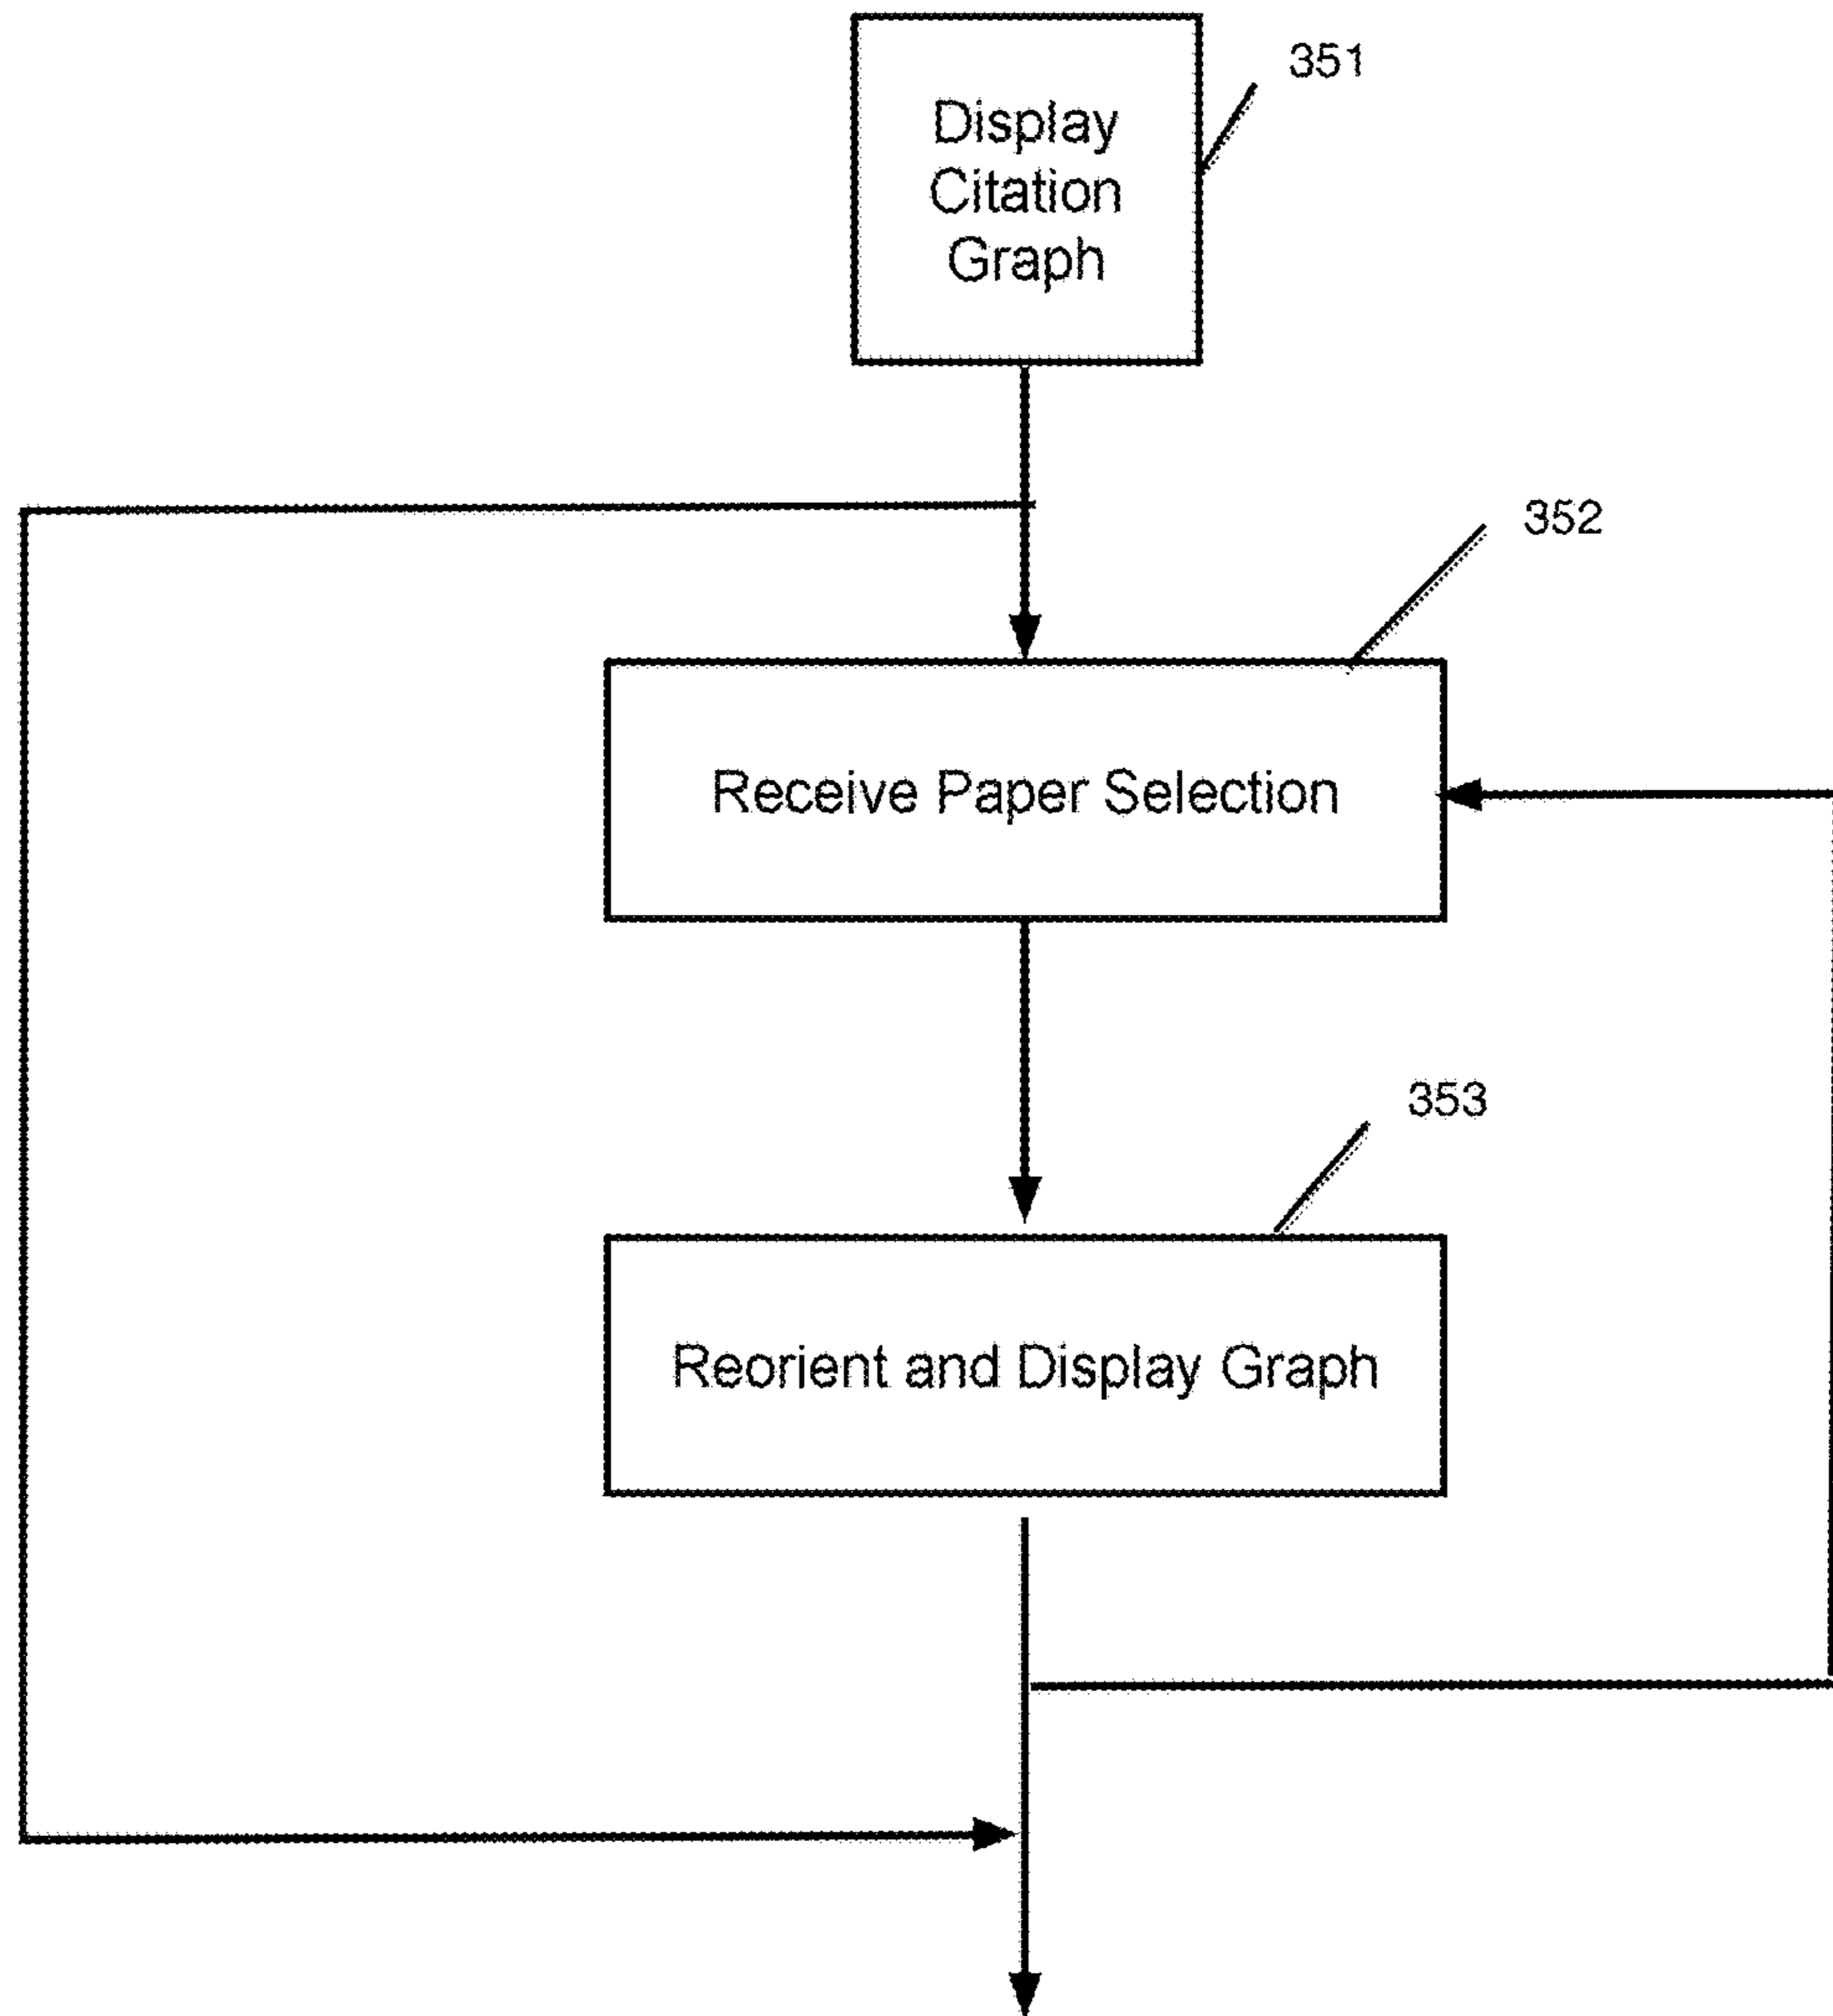 351
Display
Citation
Graph
352
Receive Paper Selection
353
Reorient and Display Graph